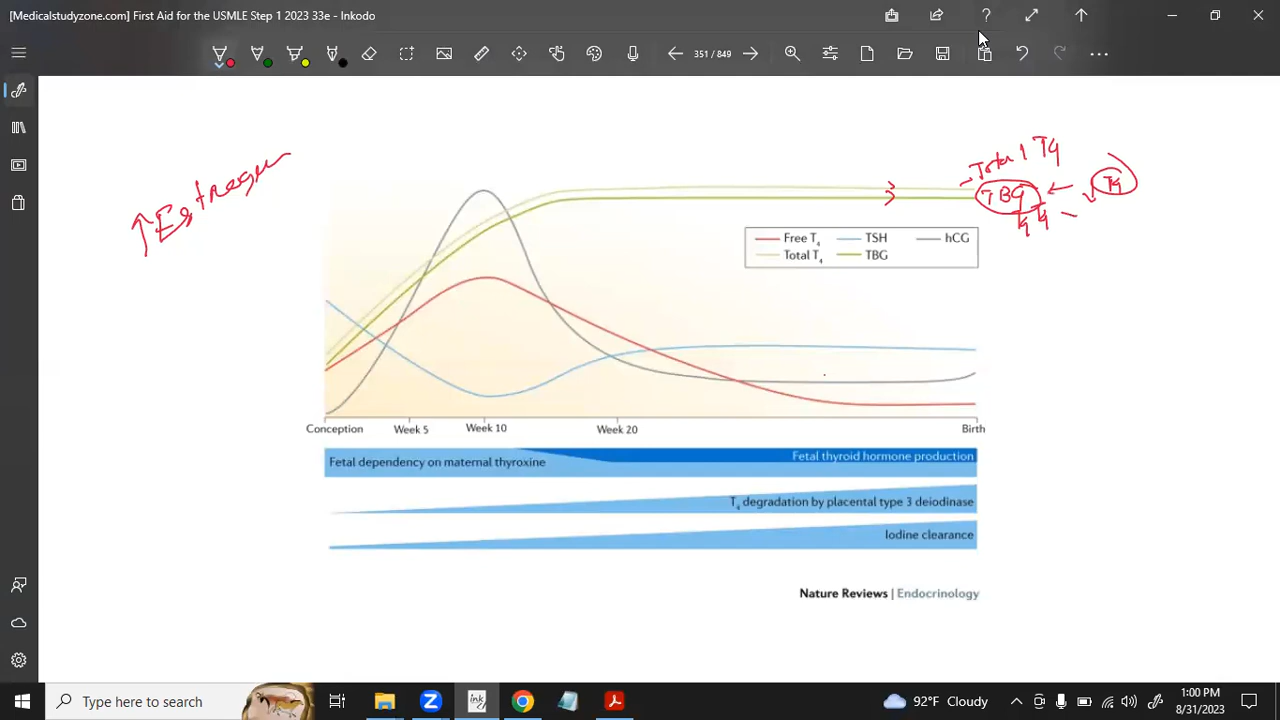 [Medicalstudyzone.com] First Aid for the USMLE Step 1 2023 33e - Inkodo
351 / 849
↑Estrogen
Total T4
TBG ← T4
T4 T4
Free T4 TSH hCG
Total T4 TBG
Conception Week 5 Week 10 Week 20 Birth
Fetal thyroid hormone production
Fetal dependency on maternal thyroxine
T4 degradation by placental type 3 deiodinase
Iodine clearance
Nature Reviews | Endocrinology
Type here to search
92°F Cloudy
1:00 PM
8/31/2023